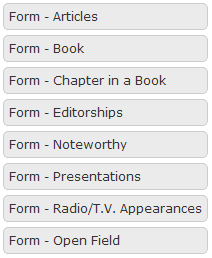 Form - Articles
Form - Book
Form - Chapter in a Book
Form - Editorships
Form - Noteworthy
Form - Presentations
Form - Radio/T.V. Appearances
Form - Open Field